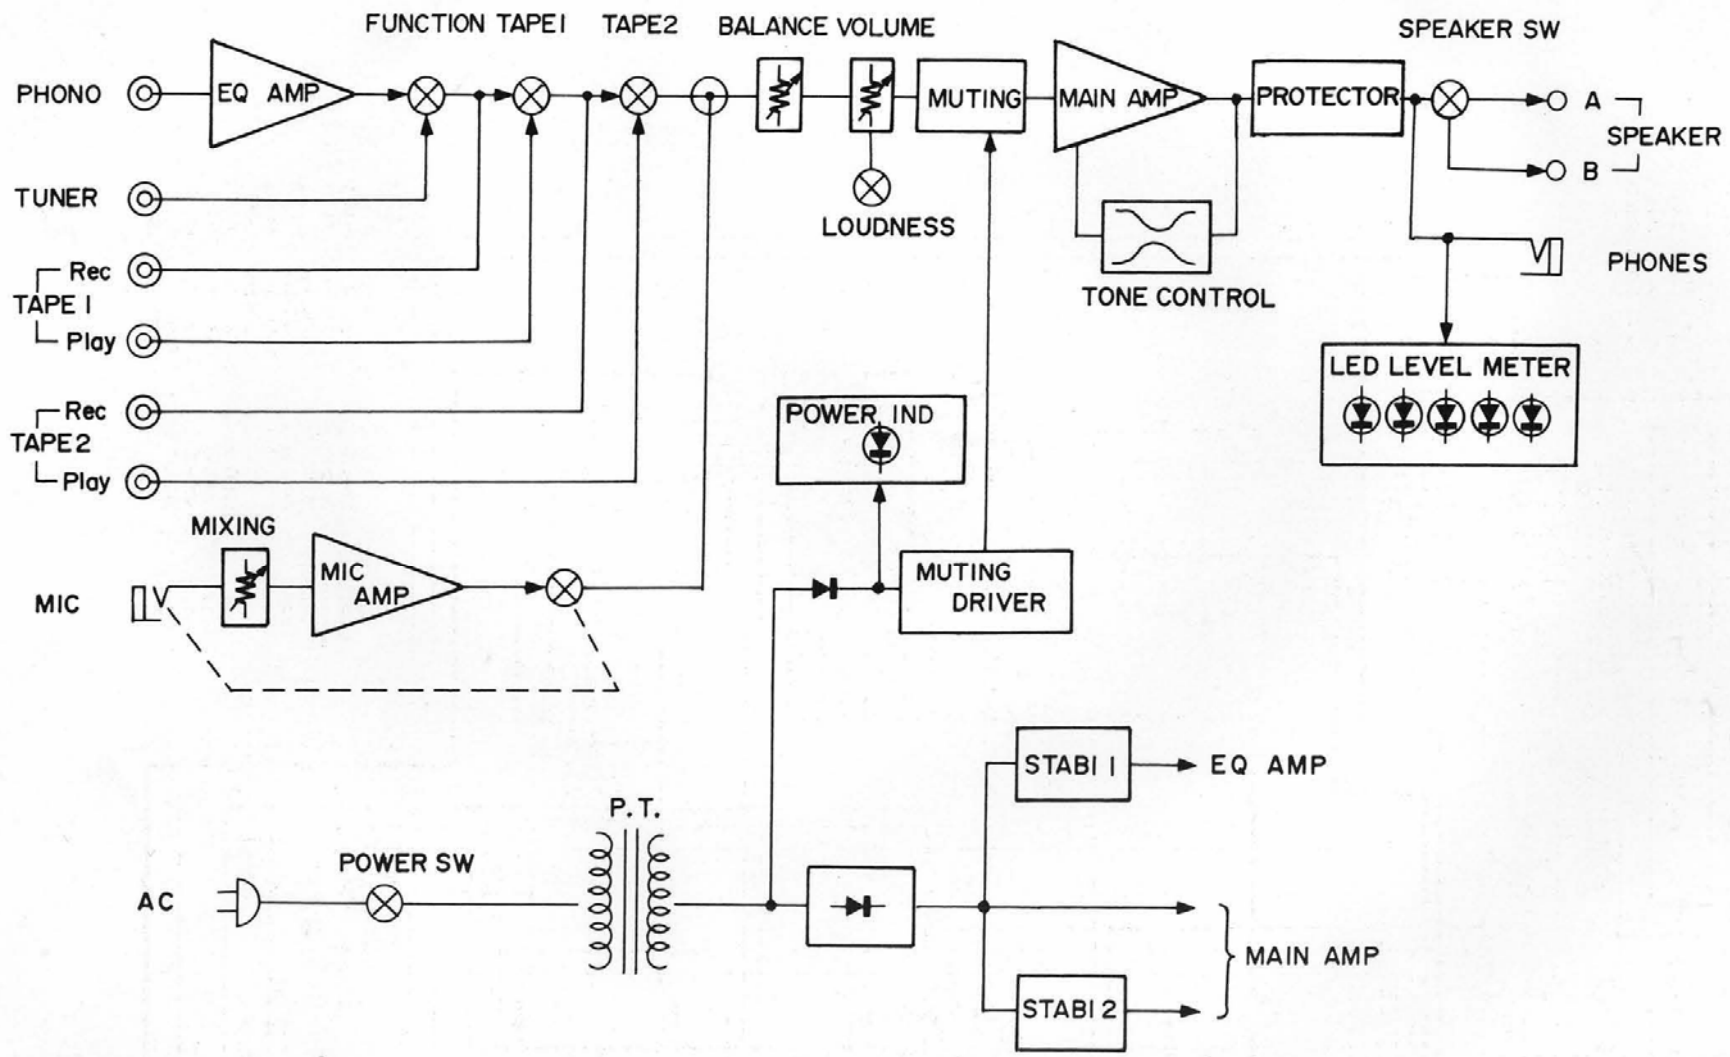 FUNCTION TAPE1 TAPE2 BALANCE VOLUME SPEAKER SW
PHONO
EQ AMP
MUTING
MAIN AMP
PROTECTOR
A
SPEAKER
B
TUNER
LOUDNESS
Rec
TAPE 1
Play
TONE CONTROL
PHONES
LED LEVEL METER
Rec
TAPE2
Play
POWER IND
MIXING
MIC
MIC
AMP
MUTING
DRIVER
STABI 1
EQ AMP
P.T.
POWER SW
AC
MAIN AMP
STABI 2